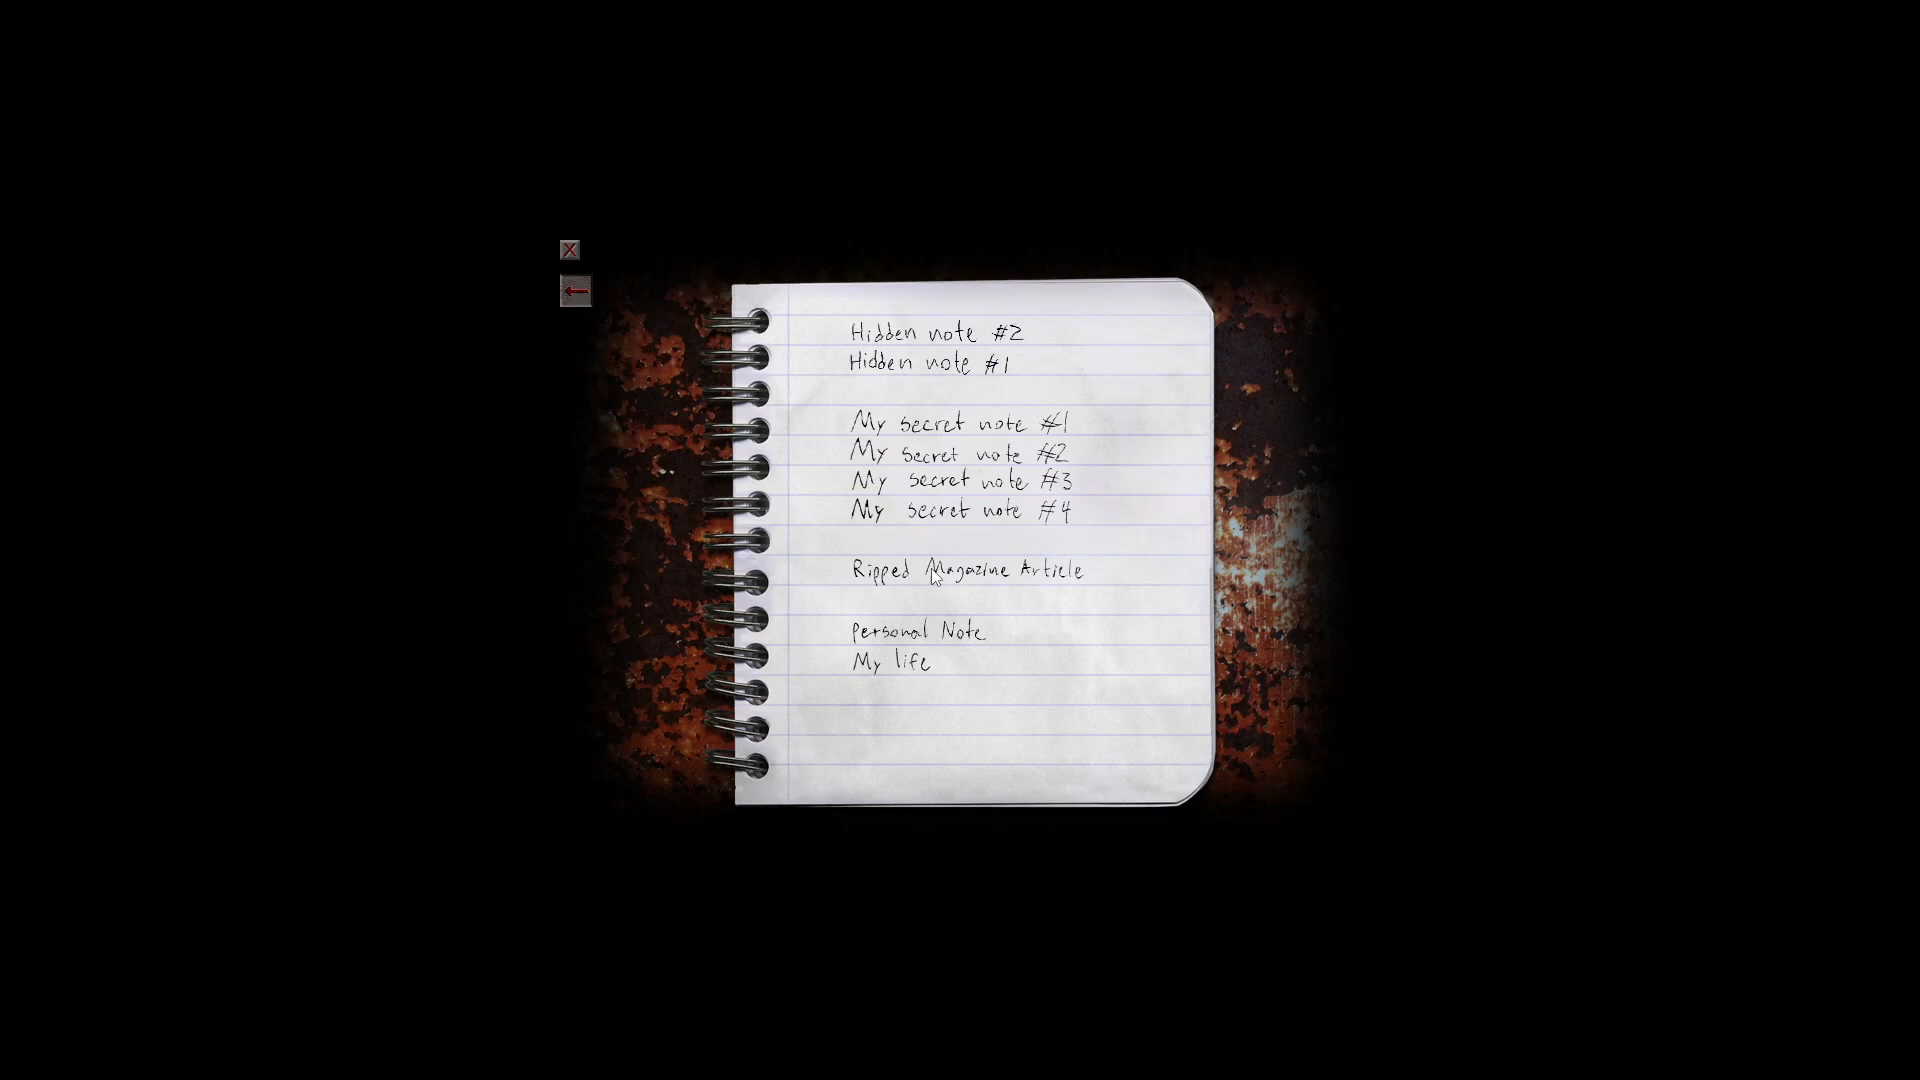 Hidden note #2
Hidden note #1
My secret note #1
My secret note #2
My secret note #3
My secret note #4
Ripped Magazine Article
Personal Note
My life